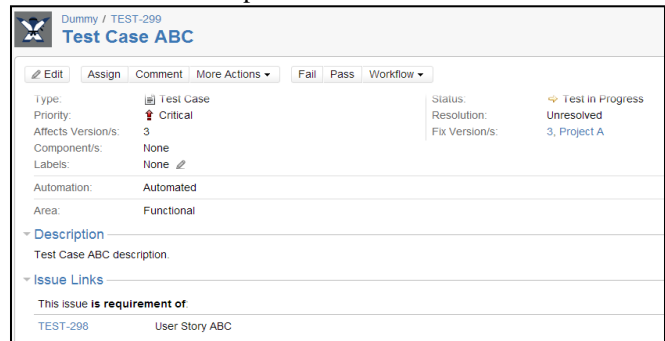 Dummy / TEST-299
Test Case ABC
Edit Assign Comment More Actions Fail Pass Workflow
Type: Test Case Status: Test in Progress
Priority: Critical Resolution: Unresolved
Affects Version/s: 3 Fix Version/s: 3, Project A
Component/s: None
Labels: None
Automation: Automated
Area: Functional
Description
Test Case ABC description.
Issue Links
This issue is requirement of:
TEST-298 User Story ABC